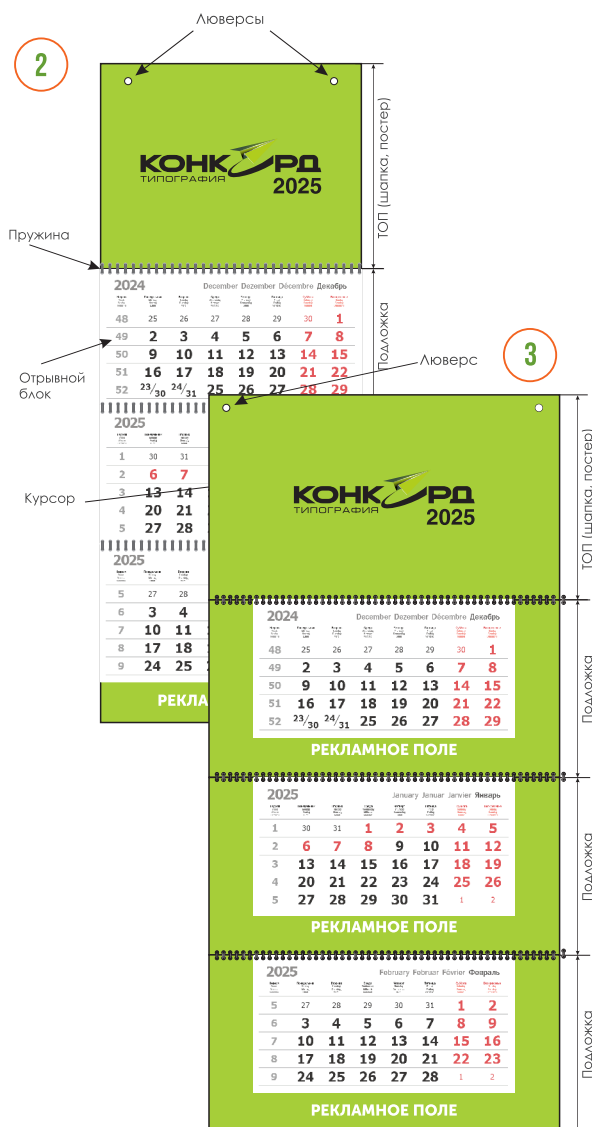 Люверсы
2
КОНКОРД
ТИПОГРАФИЯ
2025
ТОП (шапка, постер)
Пружина
2024 December Dezember Décembre Декабрь
48 25 26 27 28 29 30 1
49 2 3 4 5 6 7 8
50 9 10 11 12 13 14 15
51 16 17 18 19 20 21 22
52 23/30 24/31 25 26 27 28 29
Подложка
Отрывной
блок
2025
1 30 31
2 6 7
3 13 14
4 20 21
5 27 28
Курсор
2025
5 27 28
6 3 4
7 10 11
8 17 18
9 24 25
РЕКЛА
Люверс
3
КОНКОРД
ТИПОГРАФИЯ
2025
ТОП (шапка, постер)
2024 December Dezember Décembre Декабрь
48 25 26 27 28 29 30 1
49 2 3 4 5 6 7 8
50 9 10 11 12 13 14 15
51 16 17 18 19 20 21 22
52 23/30 24/31 25 26 27 28 29
РЕКЛАМНОЕ ПОЛЕ
Подложка
2025 January Januar Janvier Январь
1 30 31 1 2 3 4 5
2 6 7 8 9 10 11 12
3 13 14 15 16 17 18 19
4 20 21 22 23 24 25 26
5 27 28 29 30 31 1 2
РЕКЛАМНОЕ ПОЛЕ
Подложка
2025 February Februar Février Февраль
5 27 28 29 30 31 1 2
6 3 4 5 6 7 8 9
7 10 11 12 13 14 15 16
8 17 18 19 20 21 22 23
9 24 25 26 27 28 1 2
РЕКЛАМНОЕ ПОЛЕ
Подложка